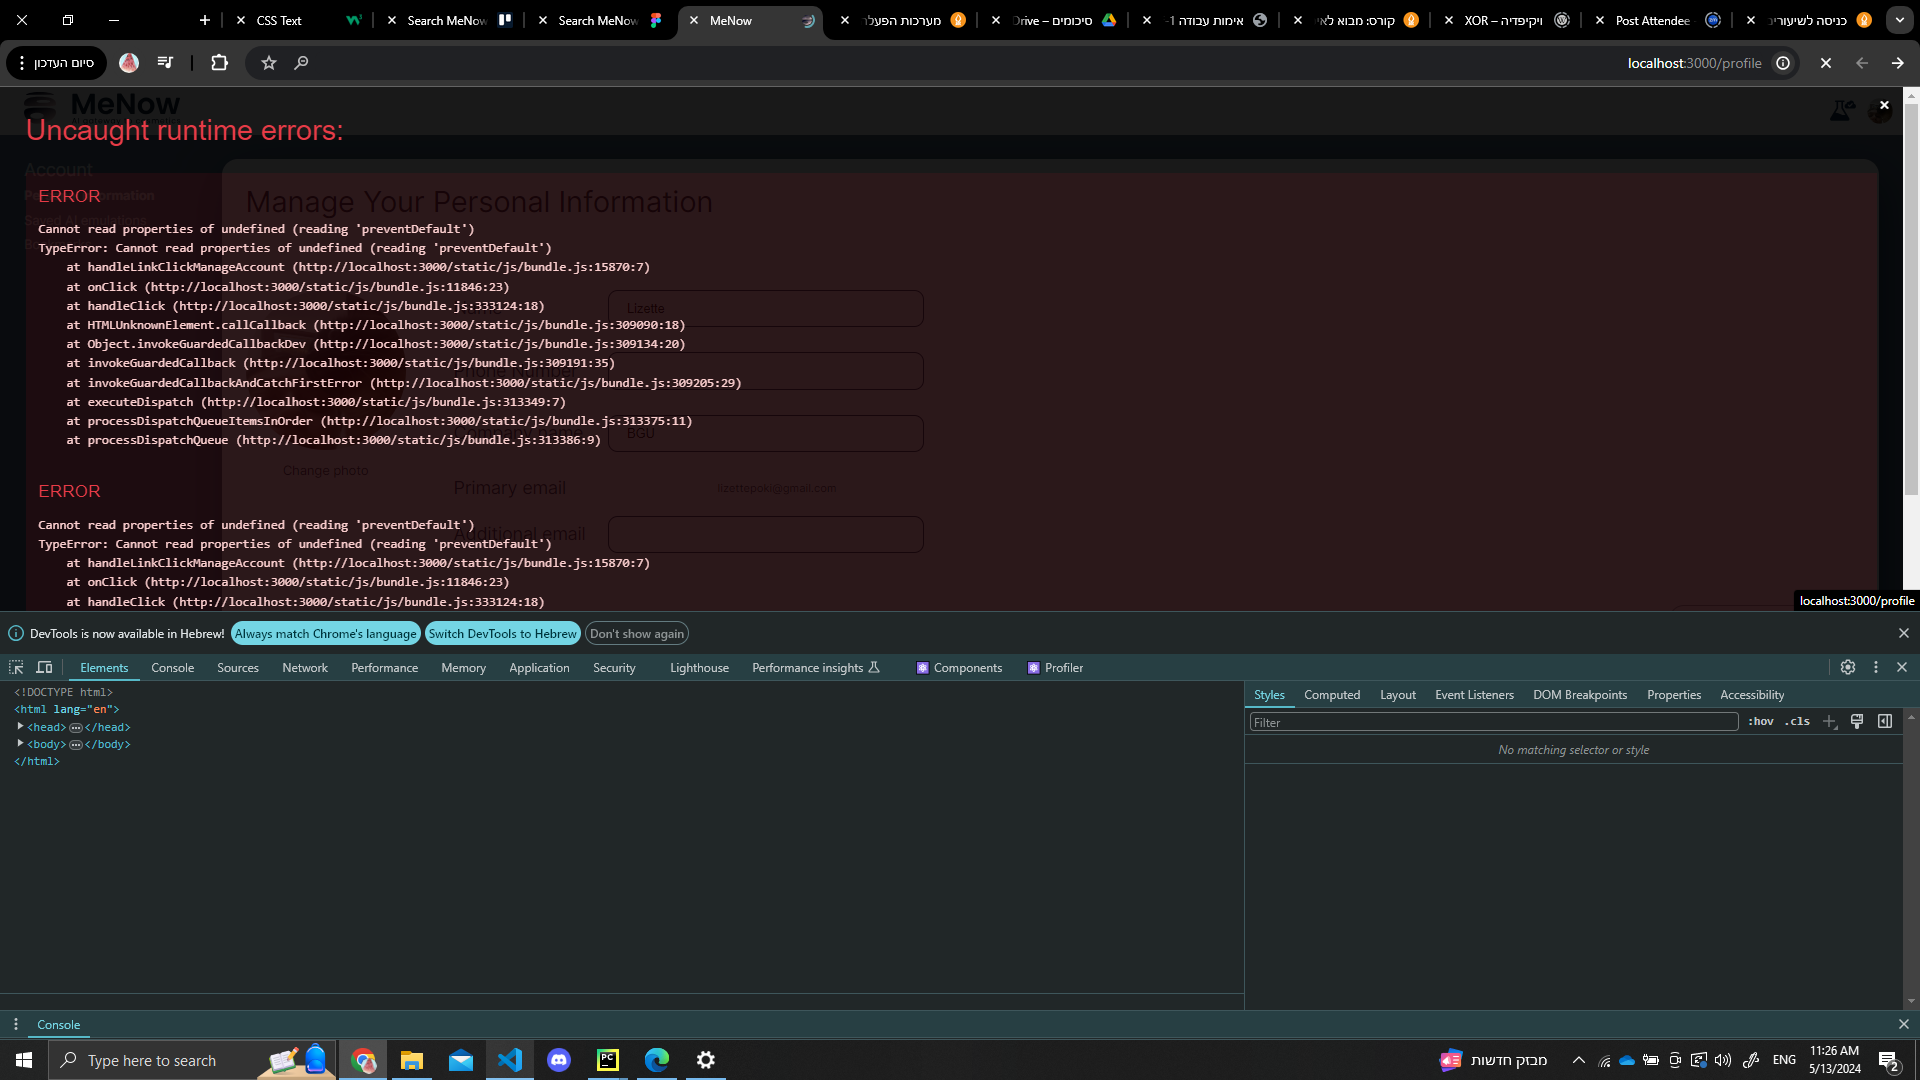 CSS Text
Search MeNow
Search MeNow
MeNow
מערכות הפעלה
סיכומים – Drive
אימות עבודה 1-
קורס: מבוא לאי
XOR – ויקיפדיה
Post Attendee
כניסה לשיעורים
סיום העדכון
localhost:3000/profile
MeNow
Uncaught runtime errors:
Account
ERROR
Manage Your Personal Information
Cannot read properties of undefined (reading 'preventDefault')
TypeError: Cannot read properties of undefined (reading 'preventDefault')
at handleLinkClickManageAccount (http://localhost:3000/static/js/bundle.js:15870:7)
at onClick (http://localhost:3000/static/js/bundle.js:11846:23)
at handleClick (http://localhost:3000/static/js/bundle.js:333124:18)
Lizette
at HTMLUnknownElement.callCallback (http://localhost:3000/static/js/bundle.js:309090:18)
at Object.invokeGuardedCallbackDev (http://localhost:3000/static/js/bundle.js:309134:20)
at invokeGuardedCallback (http://localhost:3000/static/js/bundle.js:309191:35)
at invokeGuardedCallbackAndCatchFirstError (http://localhost:3000/static/js/bundle.js:309205:29)
at executeDispatch (http://localhost:3000/static/js/bundle.js:313349:7)
at processDispatchQueueItemsInOrder (http://localhost:3000/static/js/bundle.js:313375:11)
Company name
BGU
at processDispatchQueue (http://localhost:3000/static/js/bundle.js:313386:9)
Change photo
Primary email
lizettepoki@gmail.com
ERROR
Cannot read properties of undefined (reading 'preventDefault')
Additional email
TypeError: Cannot read properties of undefined (reading 'preventDefault')
at handleLinkClickManageAccount (http://localhost:3000/static/js/bundle.js:15870:7)
at onClick (http://localhost:3000/static/js/bundle.js:11846:23)
at handleClick (http://localhost:3000/static/js/bundle.js:333124:18)
localhost:3000/profile
DevTools is now available in Hebrew! Always match Chrome's language Switch DevTools to Hebrew Don't show again
Elements Console Sources Network Performance Memory Application Security Lighthouse Performance insights Components Profiler
<!DOCTYPE html>
<html lang="en">
<head>…</head>
<body>…</body>
</html>
Styles Computed Layout Event Listeners DOM Breakpoints Properties Accessibility
Filter :hov .cls
No matching selector or style
Console
Type here to search
PC
מבזק חדשות
ENG
11:26 AM
5/13/2024
2